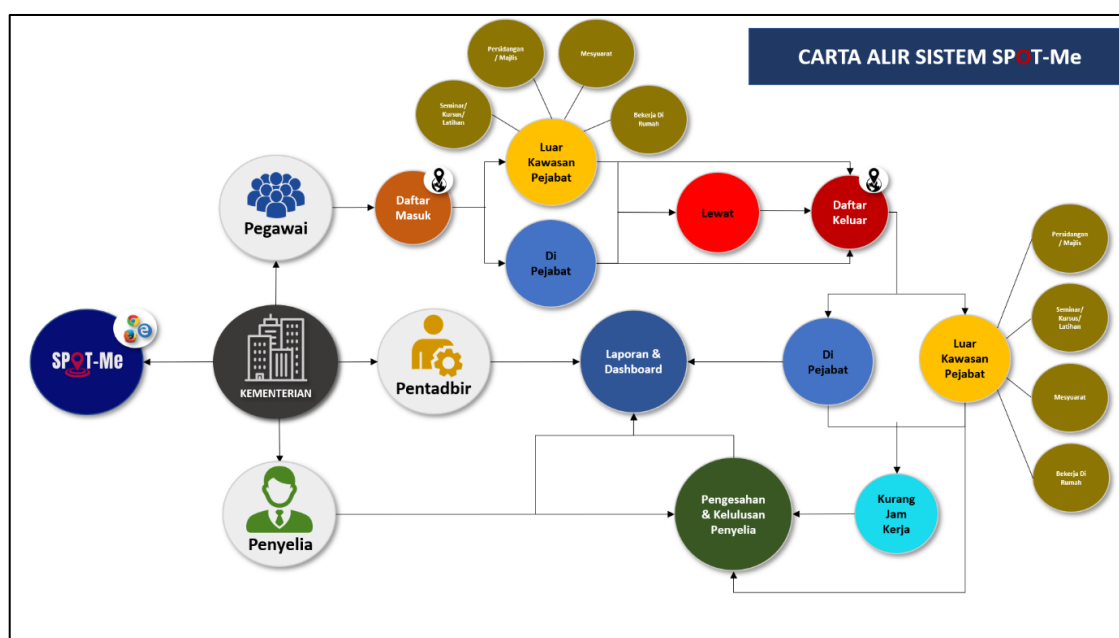 CARTA ALIR SISTEM SPOT-Me
Persidangan
/ Majlis
Mesyuarat
Seminar/
Kursus/
Latihan
Bekerja Di
Rumah
Luar
Kawasan
Pejabat
Pegawai
Daftar
Masuk
Lewat
Daftar
Keluar
Di
Pejabat
Persidangan
/ Majlis
Seminar/
Kursus/
Latihan
SPOT-Me
KEMENTERIAN
Pentadbir
Laporan &
Dashboard
Di
Pejabat
Luar
Kawasan
Pejabat
Mesyuarat
Bekerja Di
Rumah
Penyelia
Pengesahan
& Kelulusan
Penyelia
Kurang
Jam
Kerja